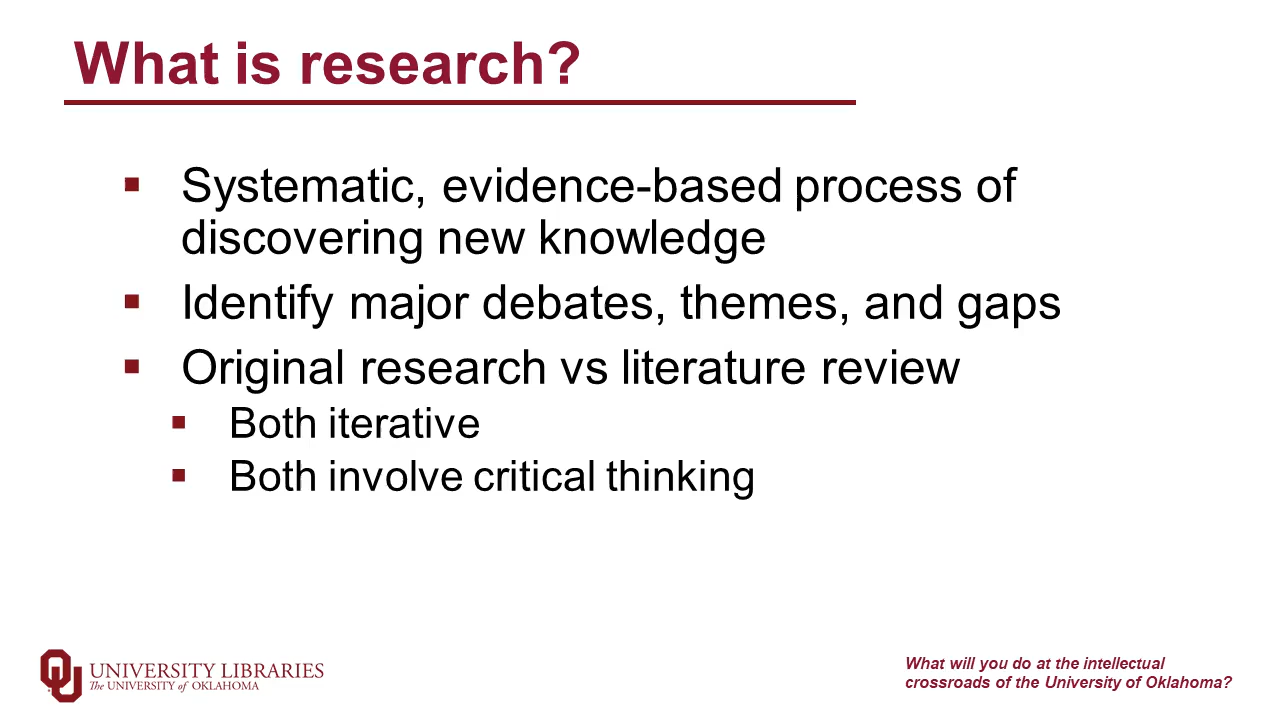 What is research?
Systematic, evidence-based process of
discovering new knowledge
Identify major debates, themes, and gaps
Original research vs literature review
Both iterative
Both involve critical thinking
OU
UNIVERSITY LIBRARIES
The UNIVERSITY of OKLAHOMA
What will you do at the intellectual
crossroads of the University of Oklahoma?